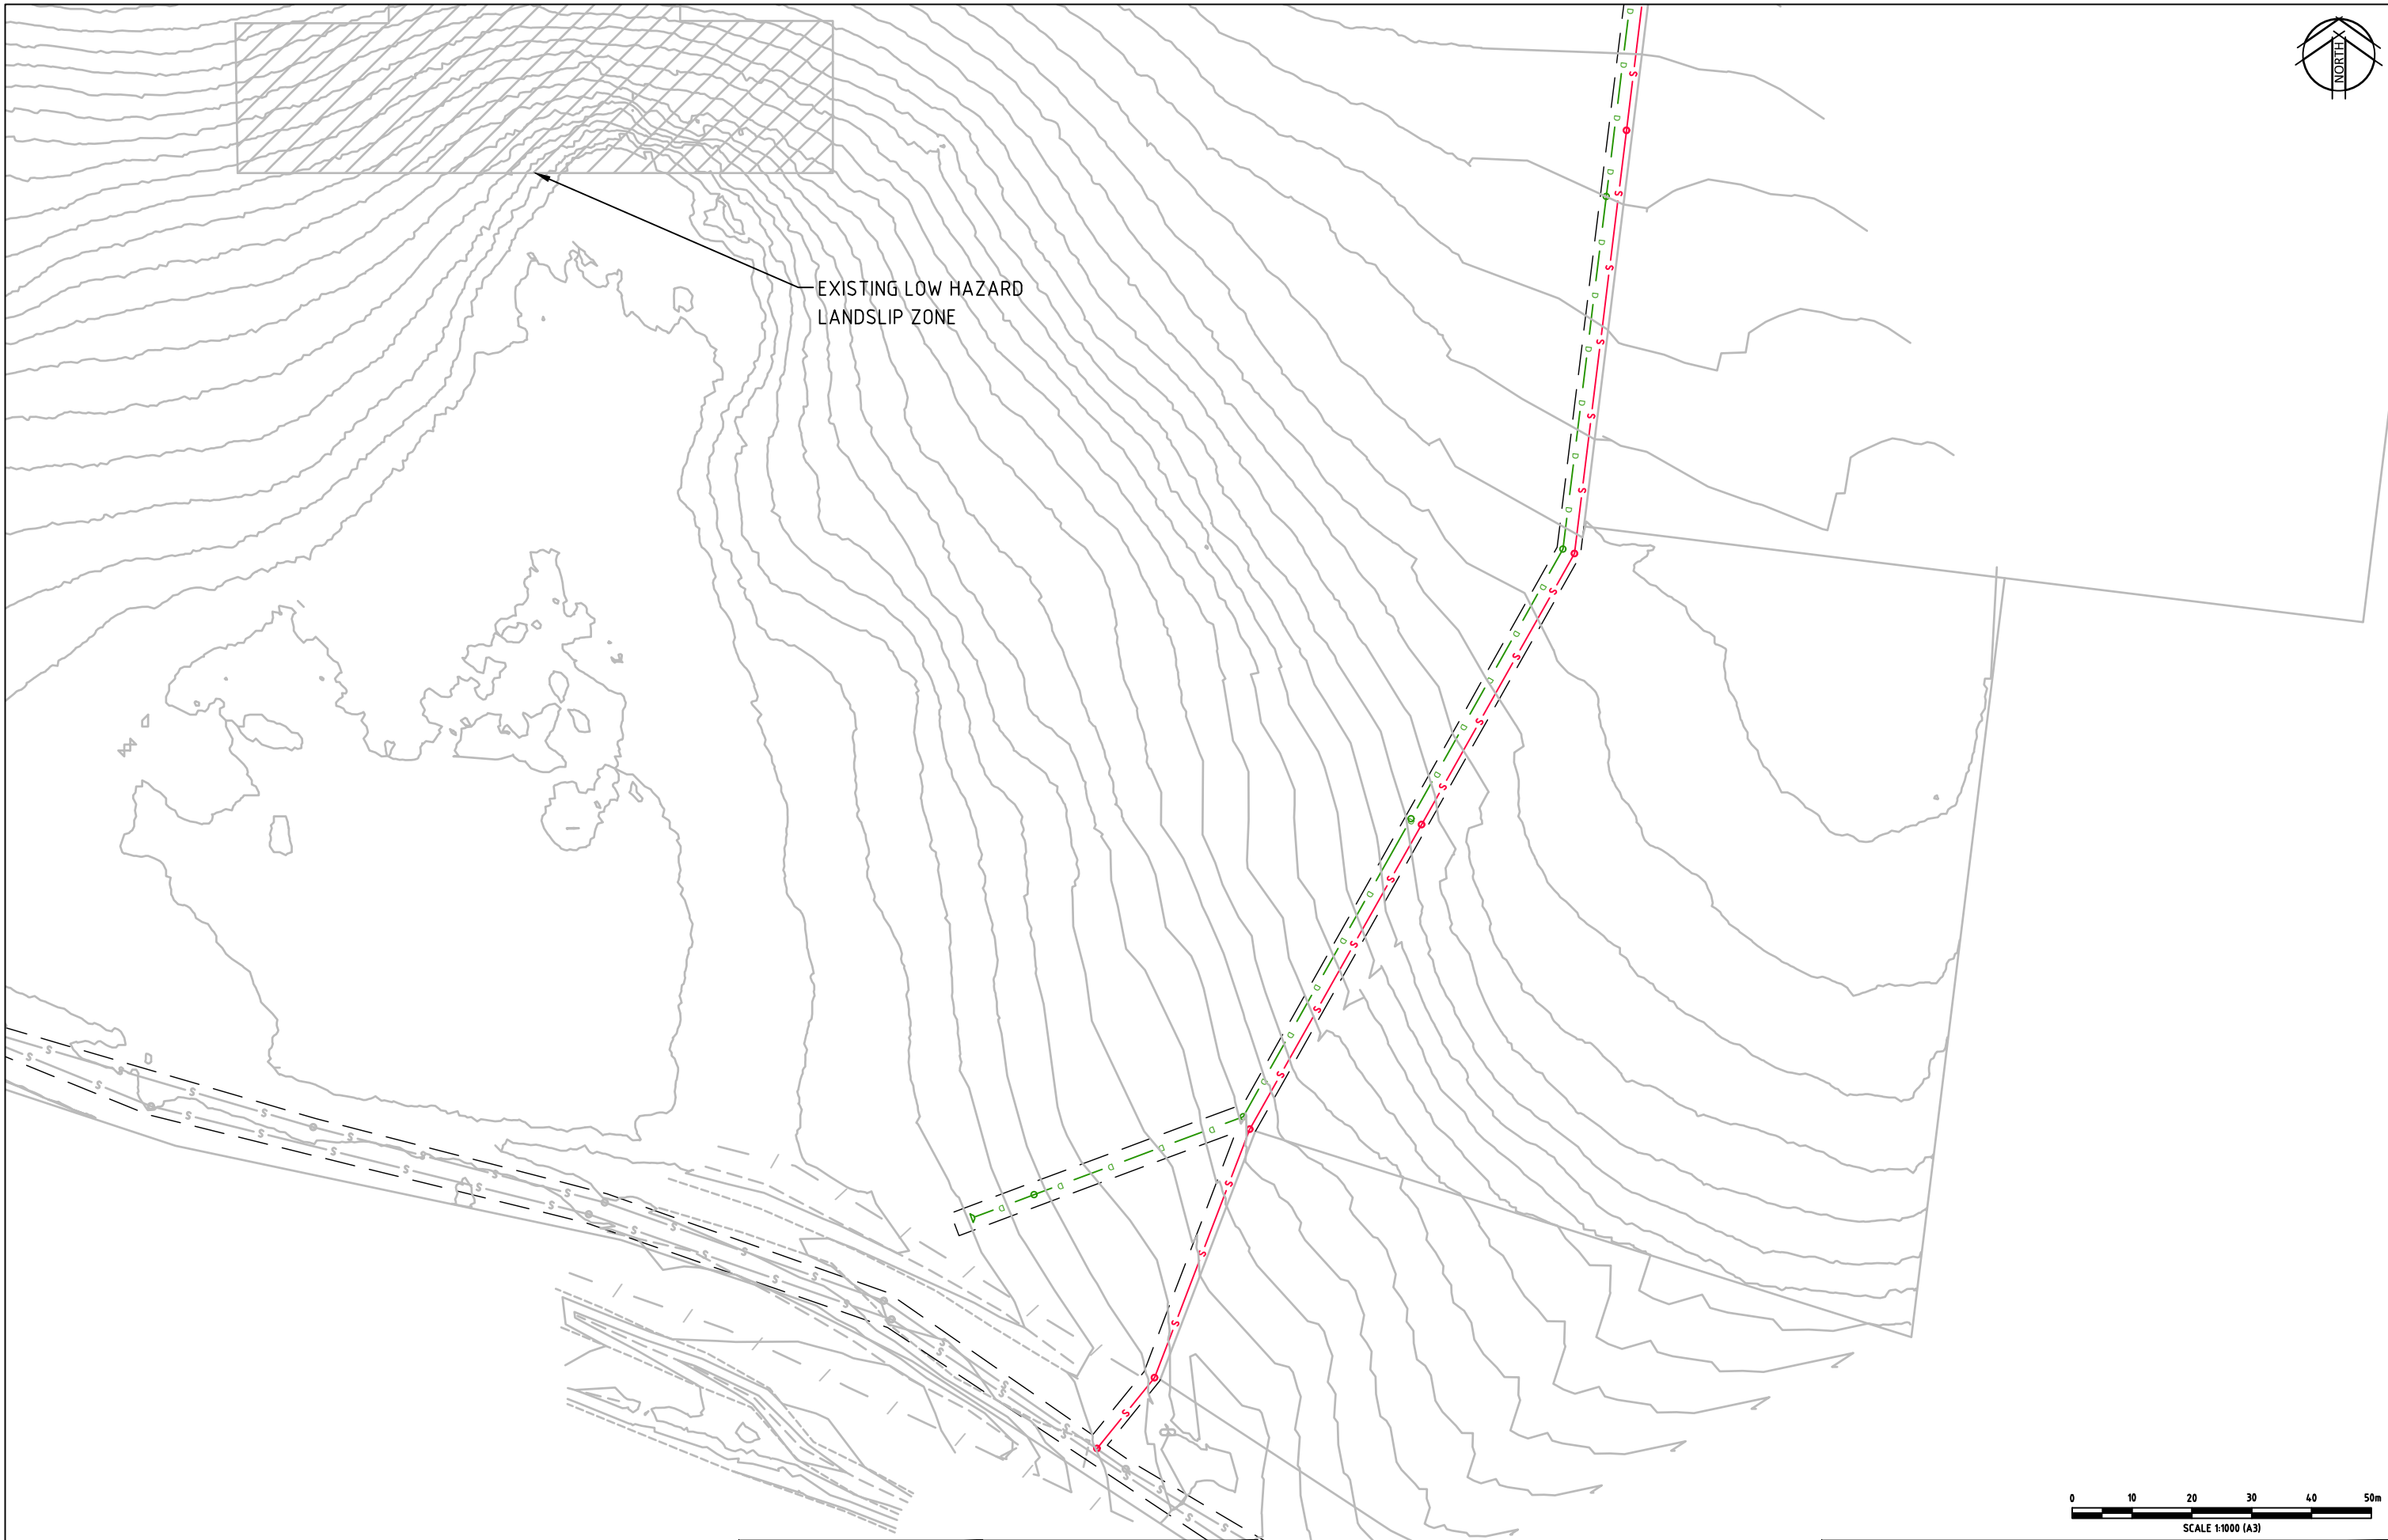 NORTH
EXISTING LOW HAZARD
LANDSLIP ZONE
0 10 20 30 40 50m
SCALE 1:1000 (A3)